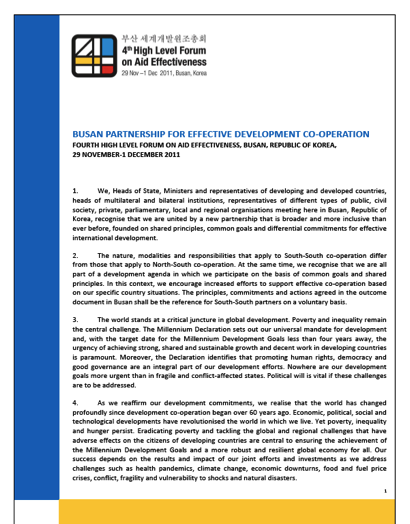 부산 세계개발원조총회
4th High Level Forum
on Aid Effectiveness
29 Nov –1 Dec 2011, Busan, Korea
BUSAN PARTNERSHIP FOR EFFECTIVE DEVELOPMENT CO-OPERATION
FOURTH HIGH LEVEL FORUM ON AID EFFECTIVENESS, BUSAN, REPUBLIC OF KOREA,
29 NOVEMBER-1 DECEMBER 2011
1. We, Heads of State, Ministers and representatives of developing and developed countries,
heads of multilateral and bilateral institutions, representatives of different types of public, civil
society, private, parliamentary, local and regional organisations meeting here in Busan, Republic of
Korea, recognise that we are united by a new partnership that is broader and more inclusive than
ever before, founded on shared principles, common goals and differential commitments for effective
international development.
2. The nature, modalities and responsibilities that apply to South-South co-operation differ
from those that apply to North-South co-operation. At the same time, we recognise that we are all
part of a development agenda in which we participate on the basis of common goals and shared
principles. In this context, we encourage increased efforts to support effective co-operation based
on our specific country situations. The principles, commitments and actions agreed in the outcome
document in Busan shall be the reference for South-South partners on a voluntary basis.
3. The world stands at a critical juncture in global development. Poverty and inequality remain
the central challenge. The Millennium Declaration sets out our universal mandate for development
and, with the target date for the Millennium Development Goals less than four years away, the
urgency of achieving strong, shared and sustainable growth and decent work in developing countries
is paramount. Moreover, the Declaration identifies that promoting human rights, democracy and
good governance are an integral part of our development efforts. Nowhere are our development
goals more urgent than in fragile and conflict-affected states. Political will is vital if these challenges
are to be addressed.
4. As we reaffirm our development commitments, we realise that the world has changed
profoundly since development co-operation began over 60 years ago. Economic, political, social and
technological developments have revolutionised the world in which we live. Yet poverty, inequality
and hunger persist. Eradicating poverty and tackling the global and regional challenges that have
adverse effects on the citizens of developing countries are central to ensuring the achievement of
the Millennium Development Goals and a more robust and resilient global economy for all. Our
success depends on the results and impact of our joint efforts and investments as we address
challenges such as health pandemics, climate change, economic downturns, food and fuel price
crises, conflict, fragility and vulnerability to shocks and natural disasters.
1